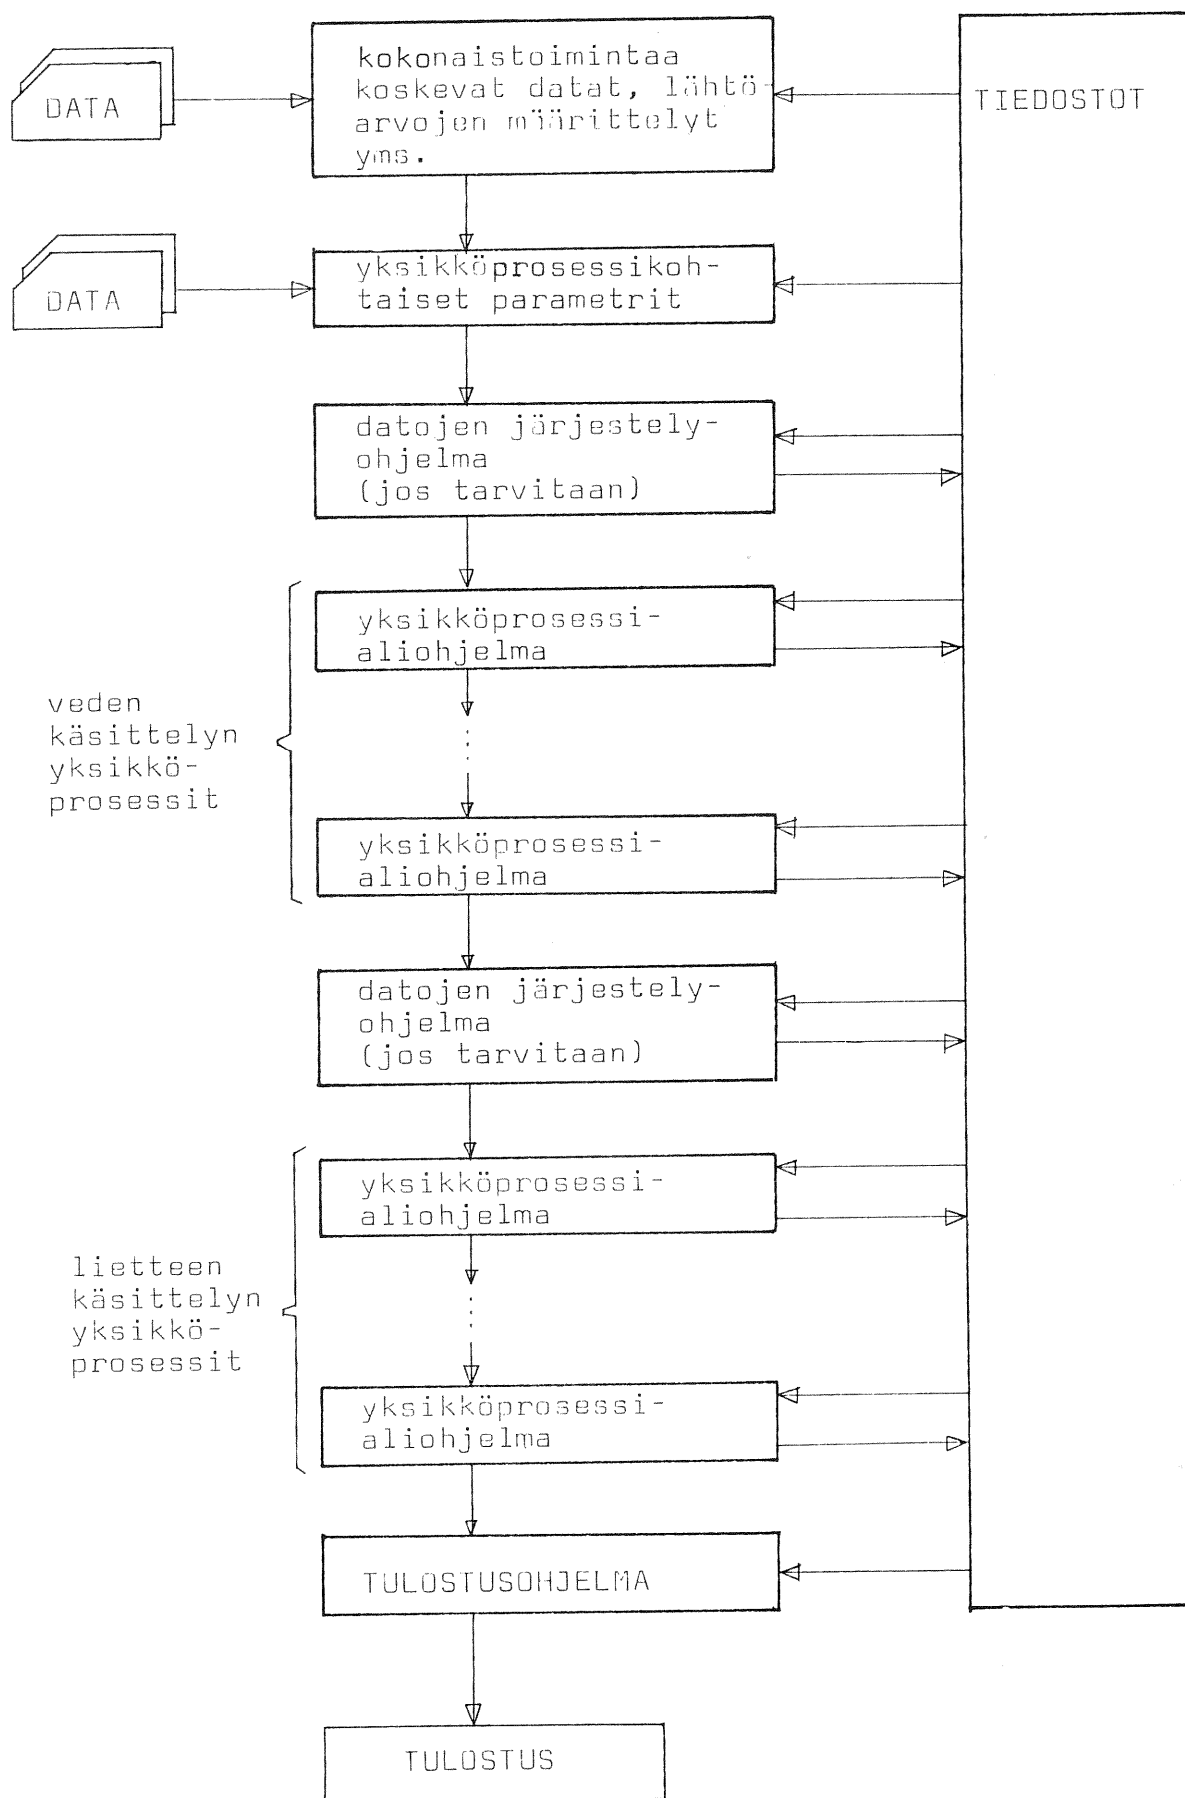 kokonaistoimintaa
koskevat datat, lähtö-
arvojen määrittelyt
yms.
DATA
TIEDOSTOT
yksikköprosessikoh-
taiset parametrit
DATA
datojen järjestely-
ohjelma
(jos tarvitaan)
yksikköprosessi-
aliohjelma
veden
käsittelyn
yksikkö-
prosessit
yksikköprosessi-
aliohjelma
datojen järjestely-
ohjelma
(jos tarvitaan)
yksikköprosessi-
aliohjelma
lietteen
käsittelyn
yksikkö-
prosessit
yksikköprosessi-
aliohjelma
TULOSTUSOHJELMA
TULOSTUS